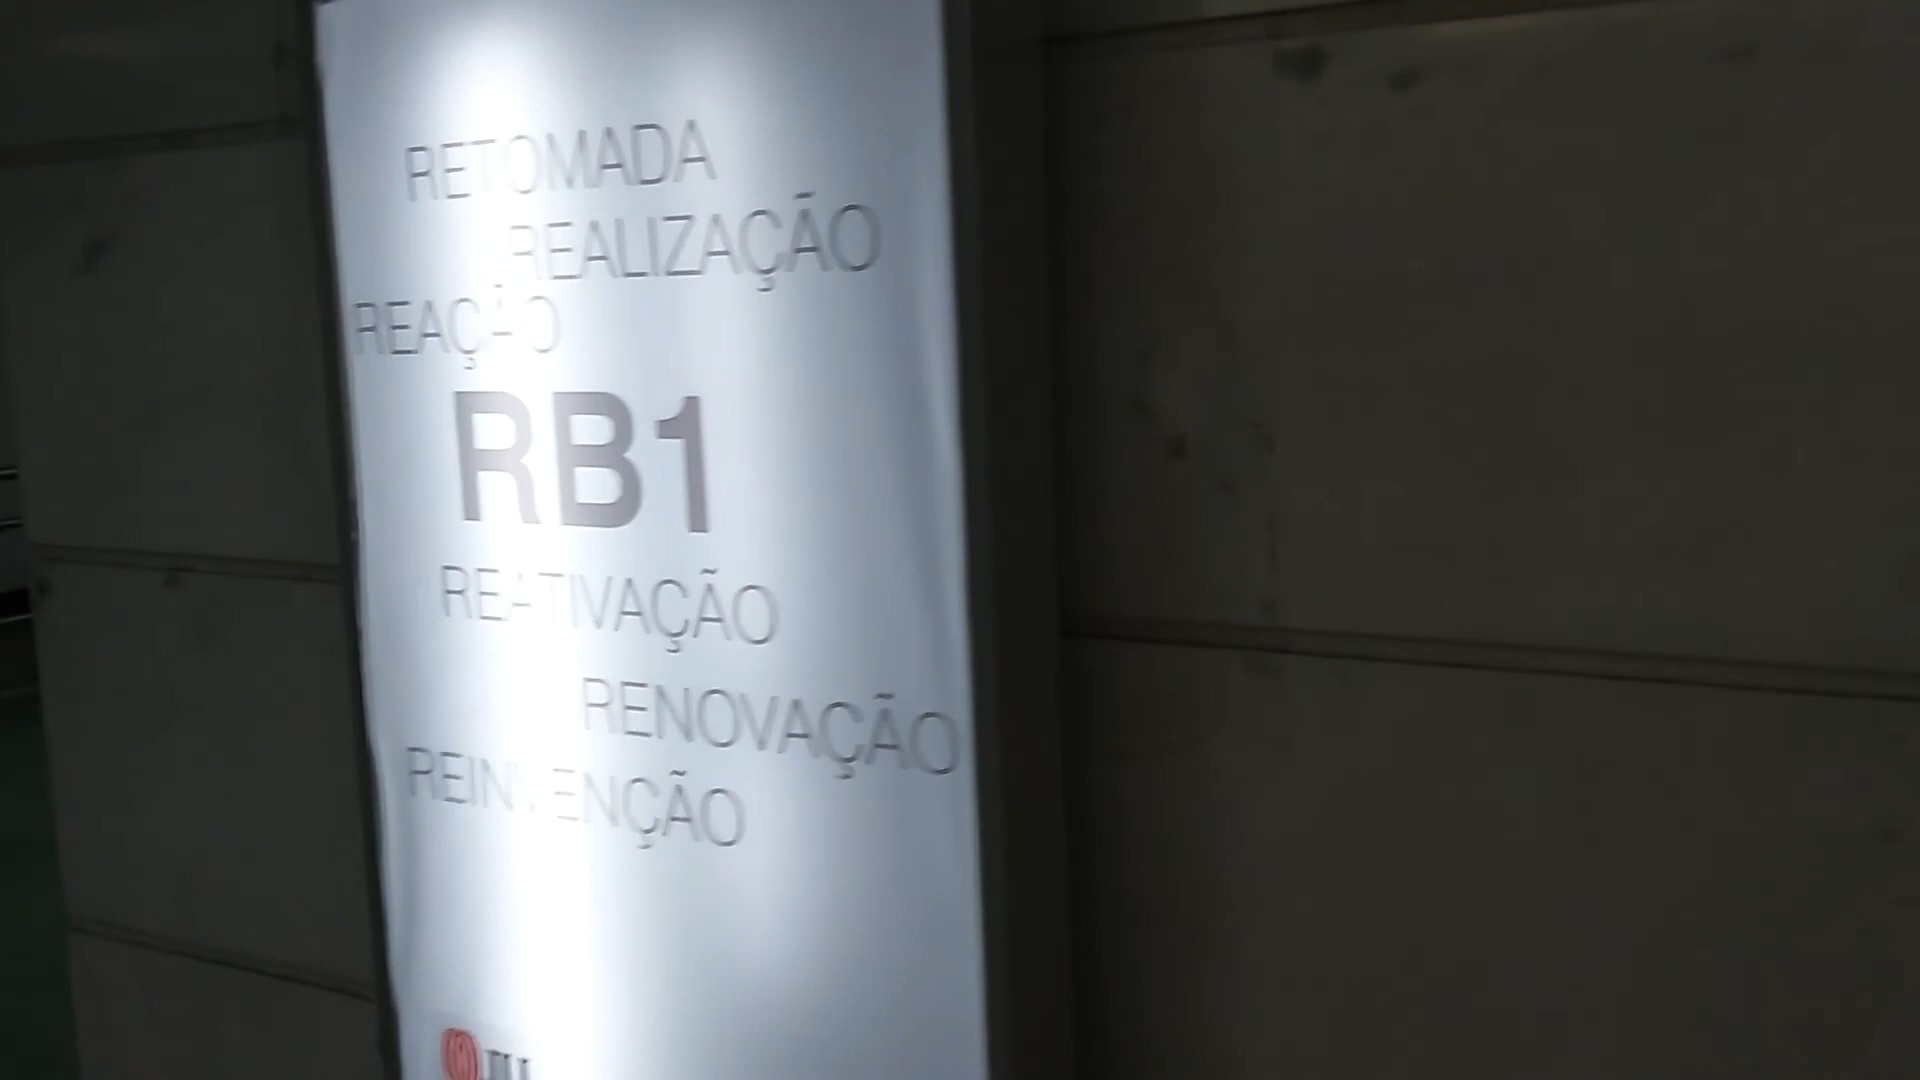 RETOMADA
REALIZAÇÃO
REAÇÃO
RB1
REATIVAÇÃO
RENOVAÇÃO
REINVENÇÃO